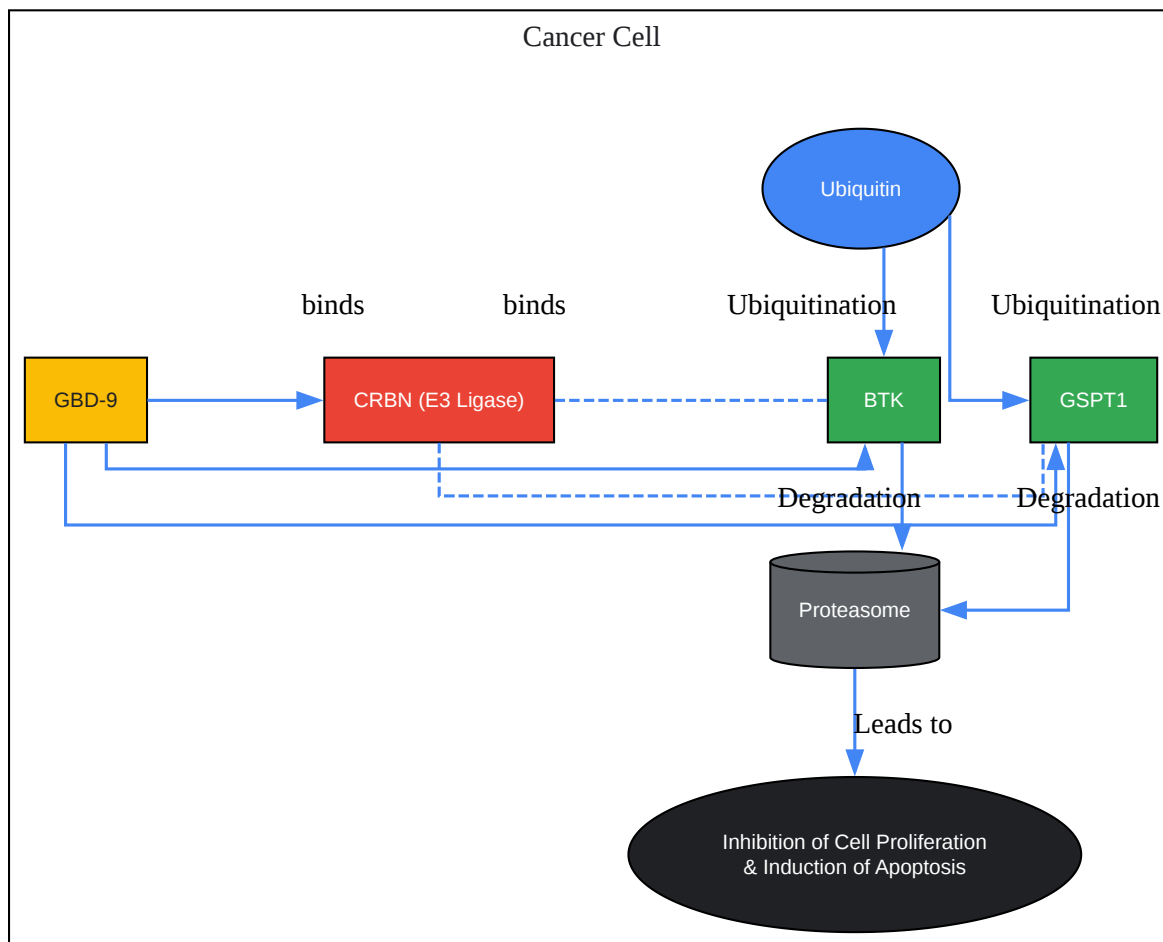 Cancer Cell
Ubiquitin
binds
binds
Ubiquitination
Ubiquitination
GBD-9
CRBN (E3 Ligase)
BTK
GSPT1
Degradation
Degradation
Proteasome
Leads to
Inhibition of Cell Proliferation
& Induction of Apoptosis